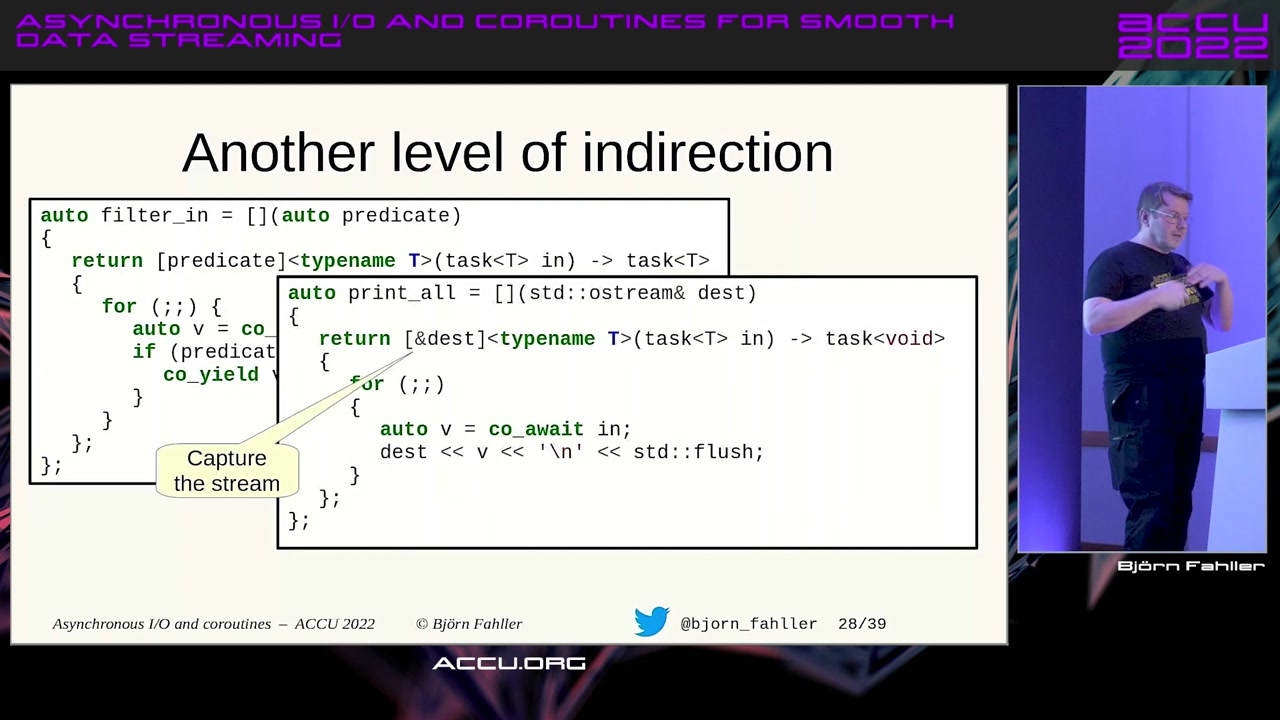 ASYNCHRONOUS I/O AND COROUTINES FOR SMOOTH
DATA STREAMING
ACCU
2022
Another level of indirection
auto filter_in = [](auto predicate)
{
return [predicate]<typename T>(task<T> in) -> task<T>
{
for (;;) {
auto v = co_
if (predicat
co_yield v
}
}
};
};
auto print_all = [](std::ostream& dest)
{
return [&dest]<typename T>(task<T> in) -> task<void>
{
for (;;)
{
auto v = co_await in;
dest << v << '\n' << std::flush;
}
};
};
Capture
the stream
Asynchronous I/O and coroutines – ACCU 2022
© Björn Fahller
@bjorn_fahller
28/39
Björn Fahller
ACCU.ORG